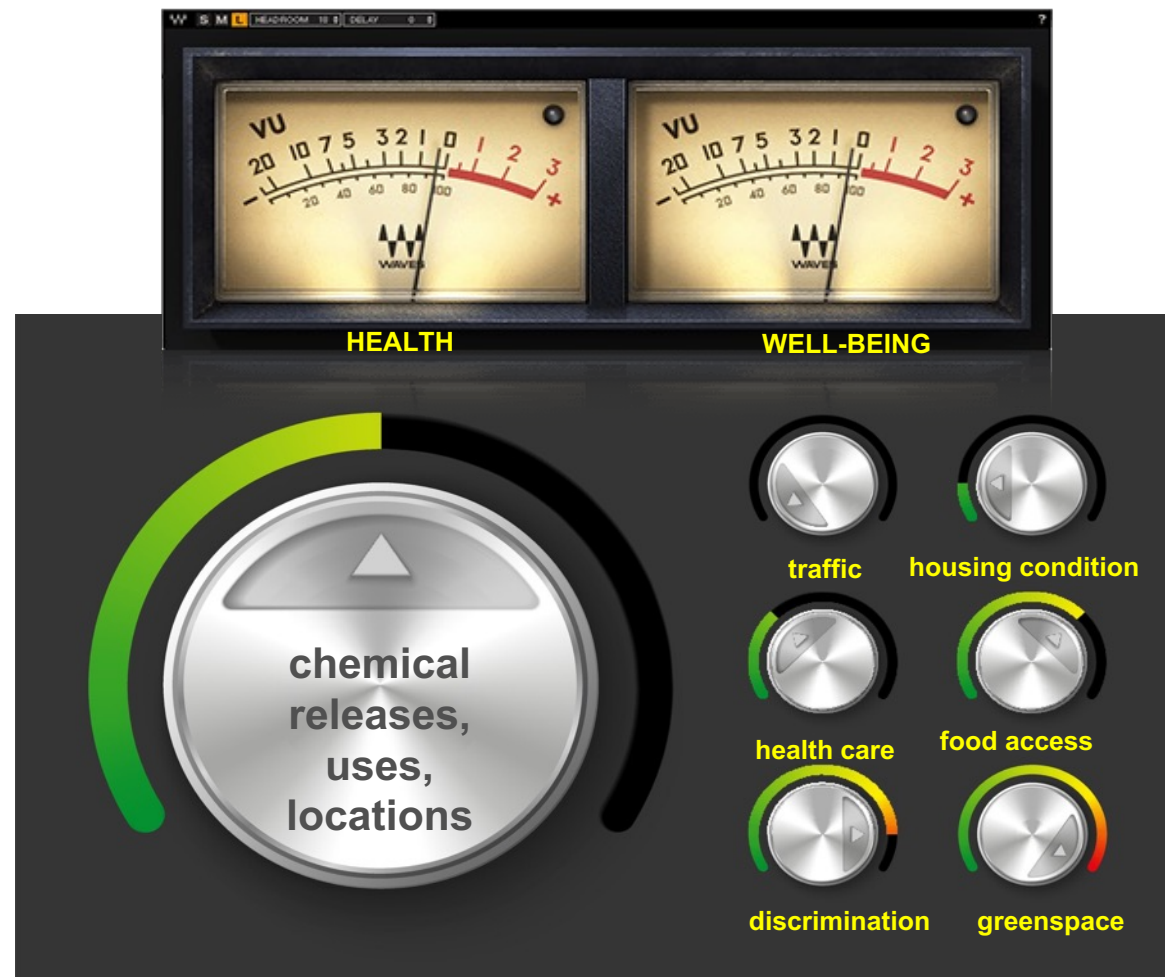 W S M L HEADROOM 18 DELAY 0 ?
VU
20 10 7 5 3 2 1 0 1 2 3
- 20 40 60 80 100 +
WAVES
VU
20 10 7 5 3 2 1 0 1 2 3
- 20 40 60 80 100 +
WAVES
HEALTH
WELL-BEING
chemical
releases,
uses,
locations
traffic
housing condition
health care
food access
discrimination
greenspace